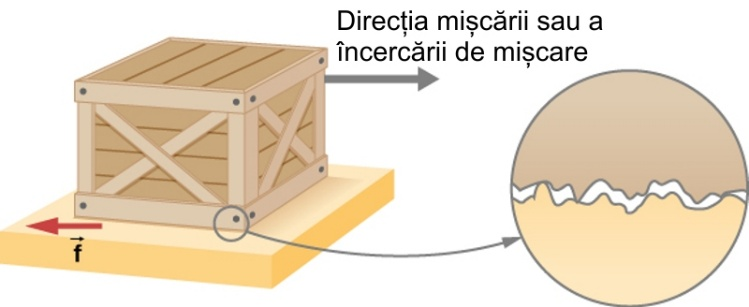 Direcția mișcării sau a
încercării de mișcare
f